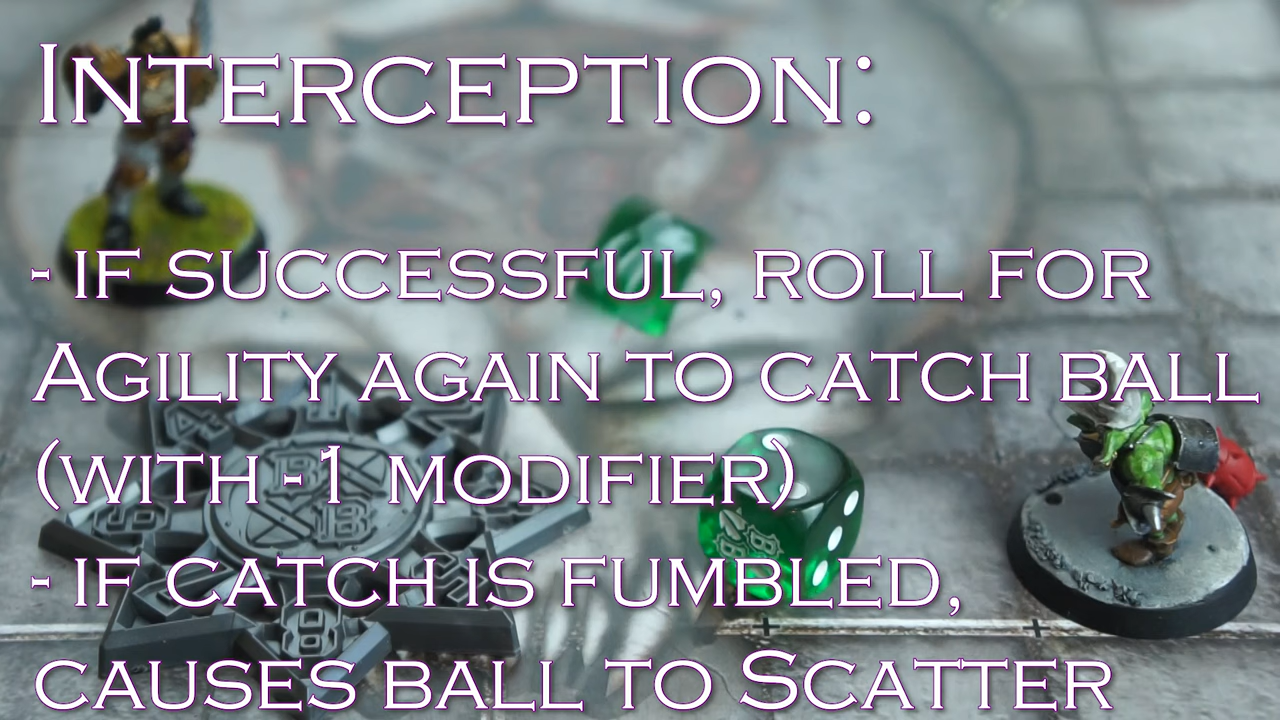 INTERCEPTION:
- IF SUCCESSFUL, ROLL FOR
AGILITY AGAIN TO CATCH BALL
(WITH -1 MODIFIER)
- IF CATCH IS FUMBLED,
CAUSES BALL TO SCATTER